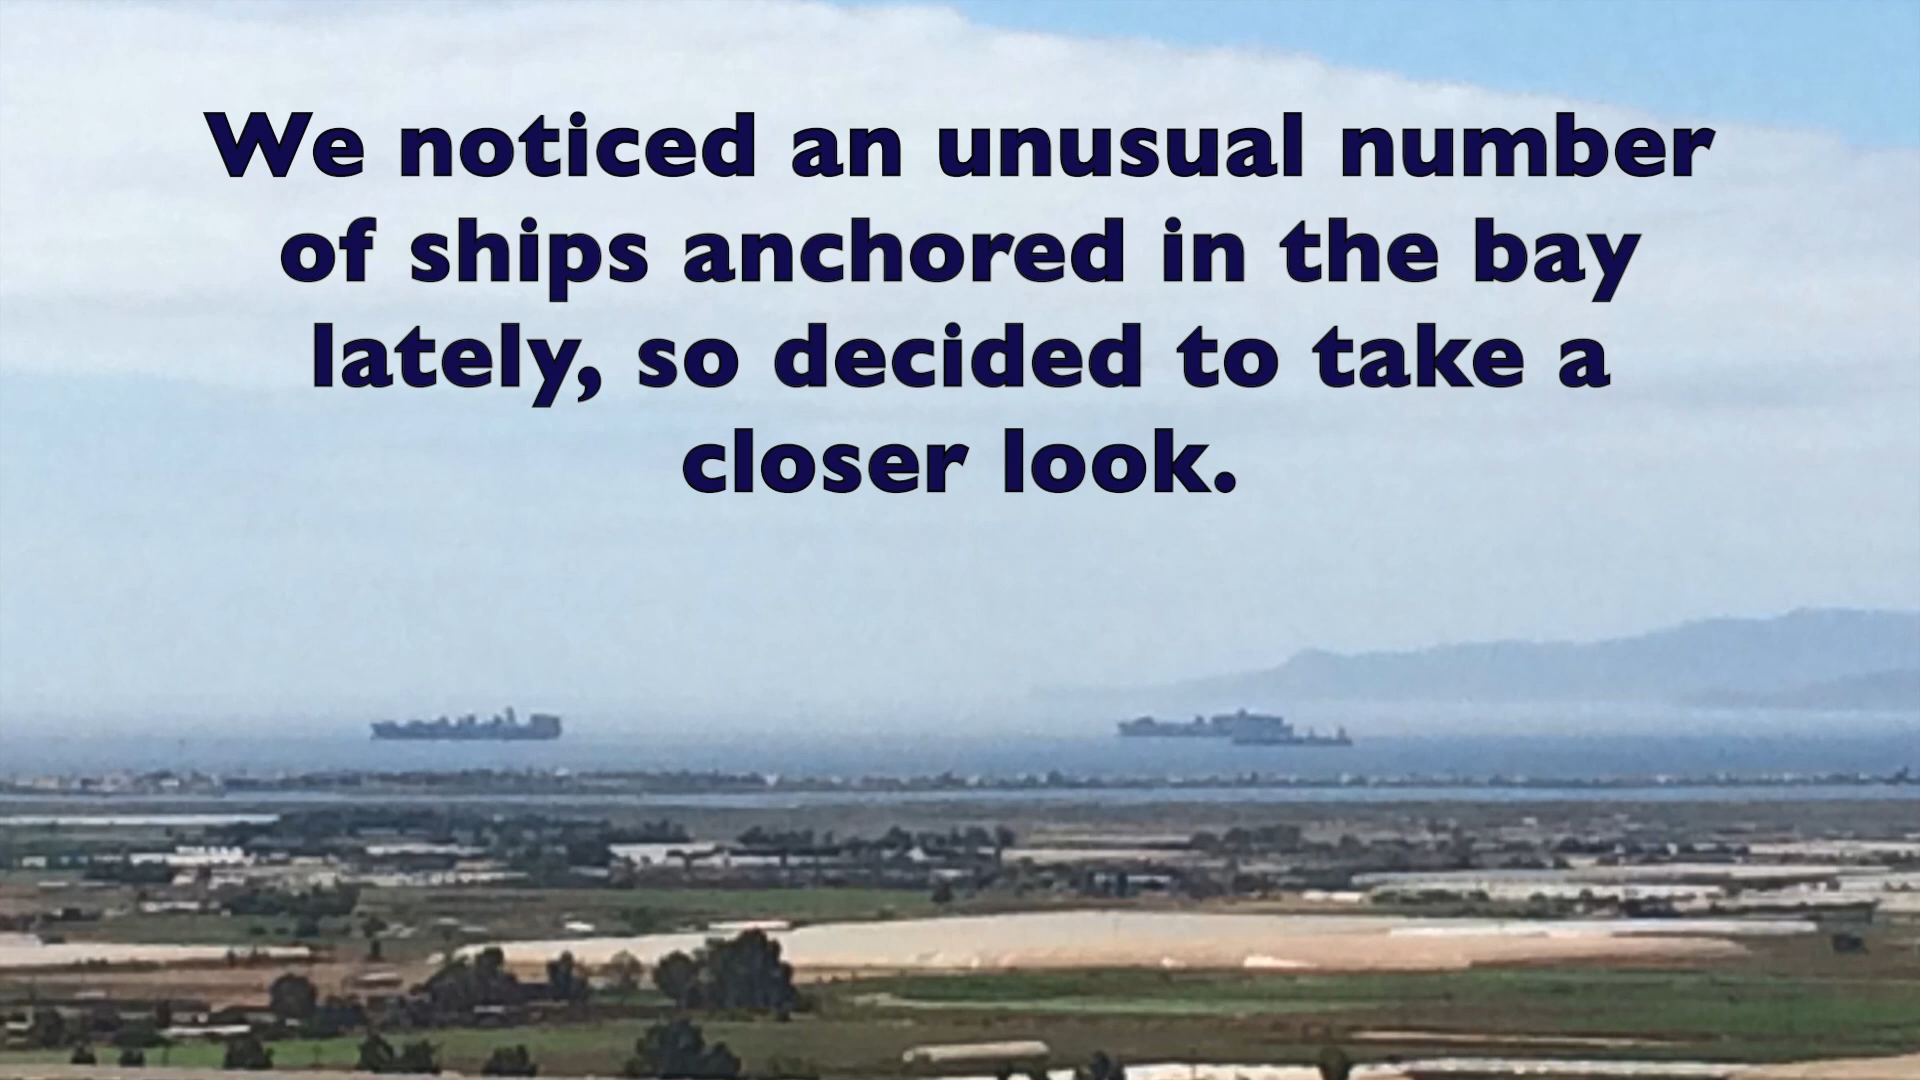 We noticed an unusual number
of ships anchored in the bay
lately, so decided to take a
closer look.